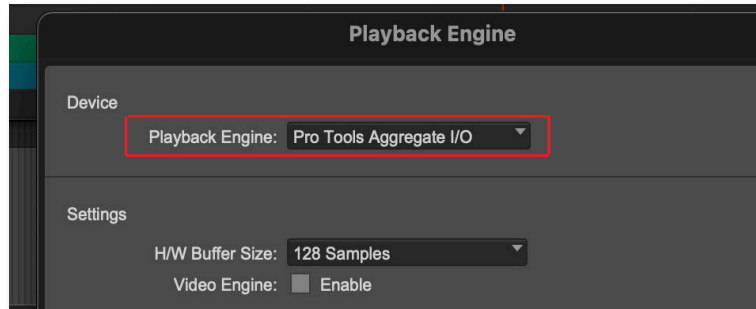 Playback Engine
Device
Playback Engine: Pro Tools Aggregate I/O
Settings
H/W Buffer Size: 128 Samples
Video Engine: Enable